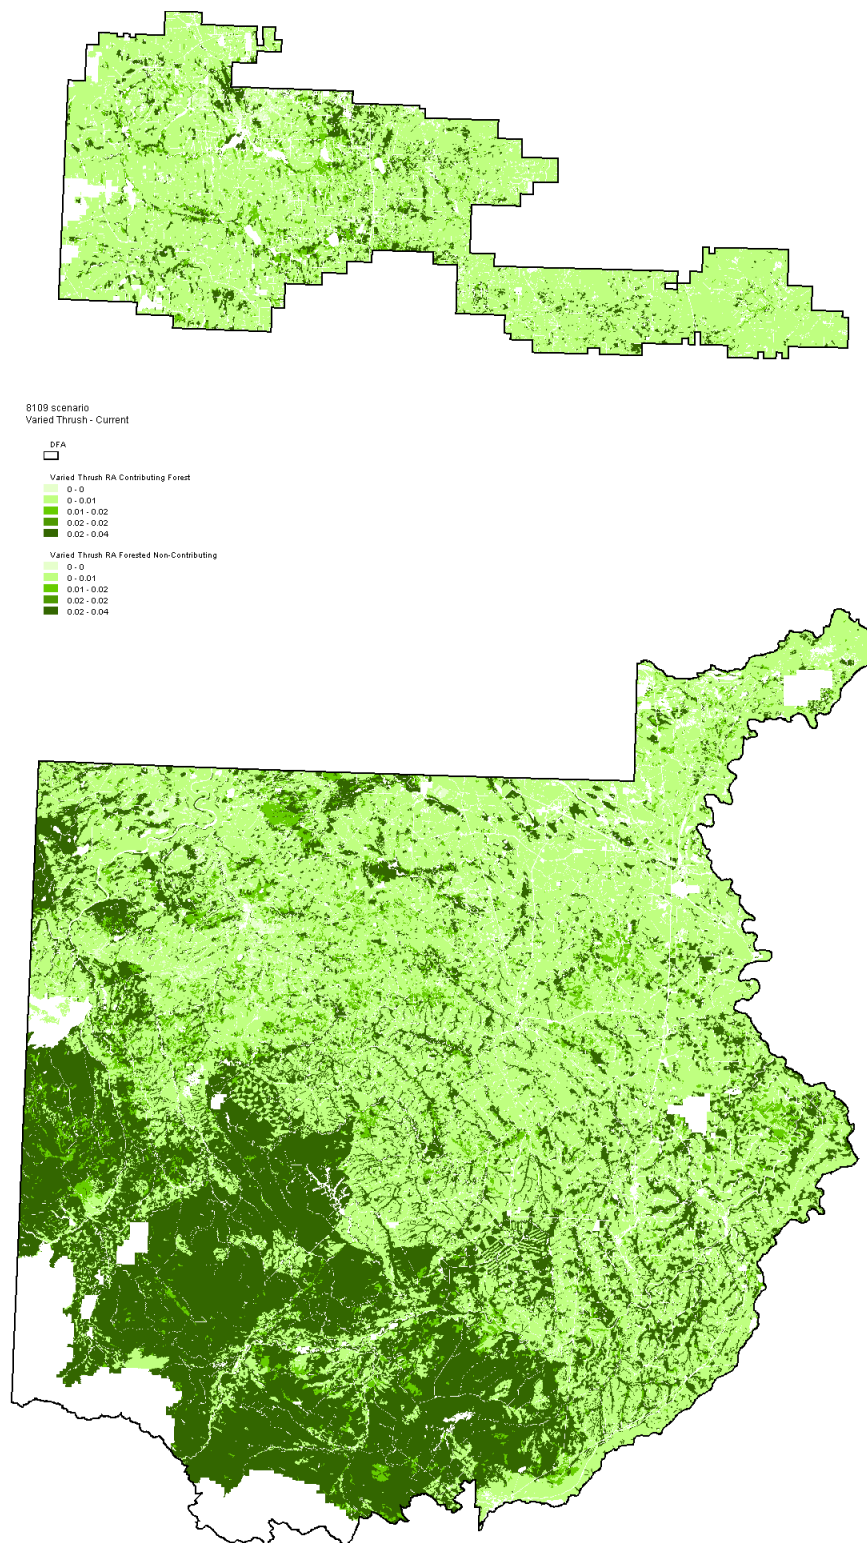 8109 scenario
Varied Thrush - Current
DFA
Varied Thrush RA Contributing Forest
0 - 0
0 - 0.01
0.01 - 0.02
0.02 - 0.02
0.02 - 0.04
Varied Thrush RA Forested Non-Contributing
0 - 0
0 - 0.01
0.01 - 0.02
0.02 - 0.02
0.02 - 0.04